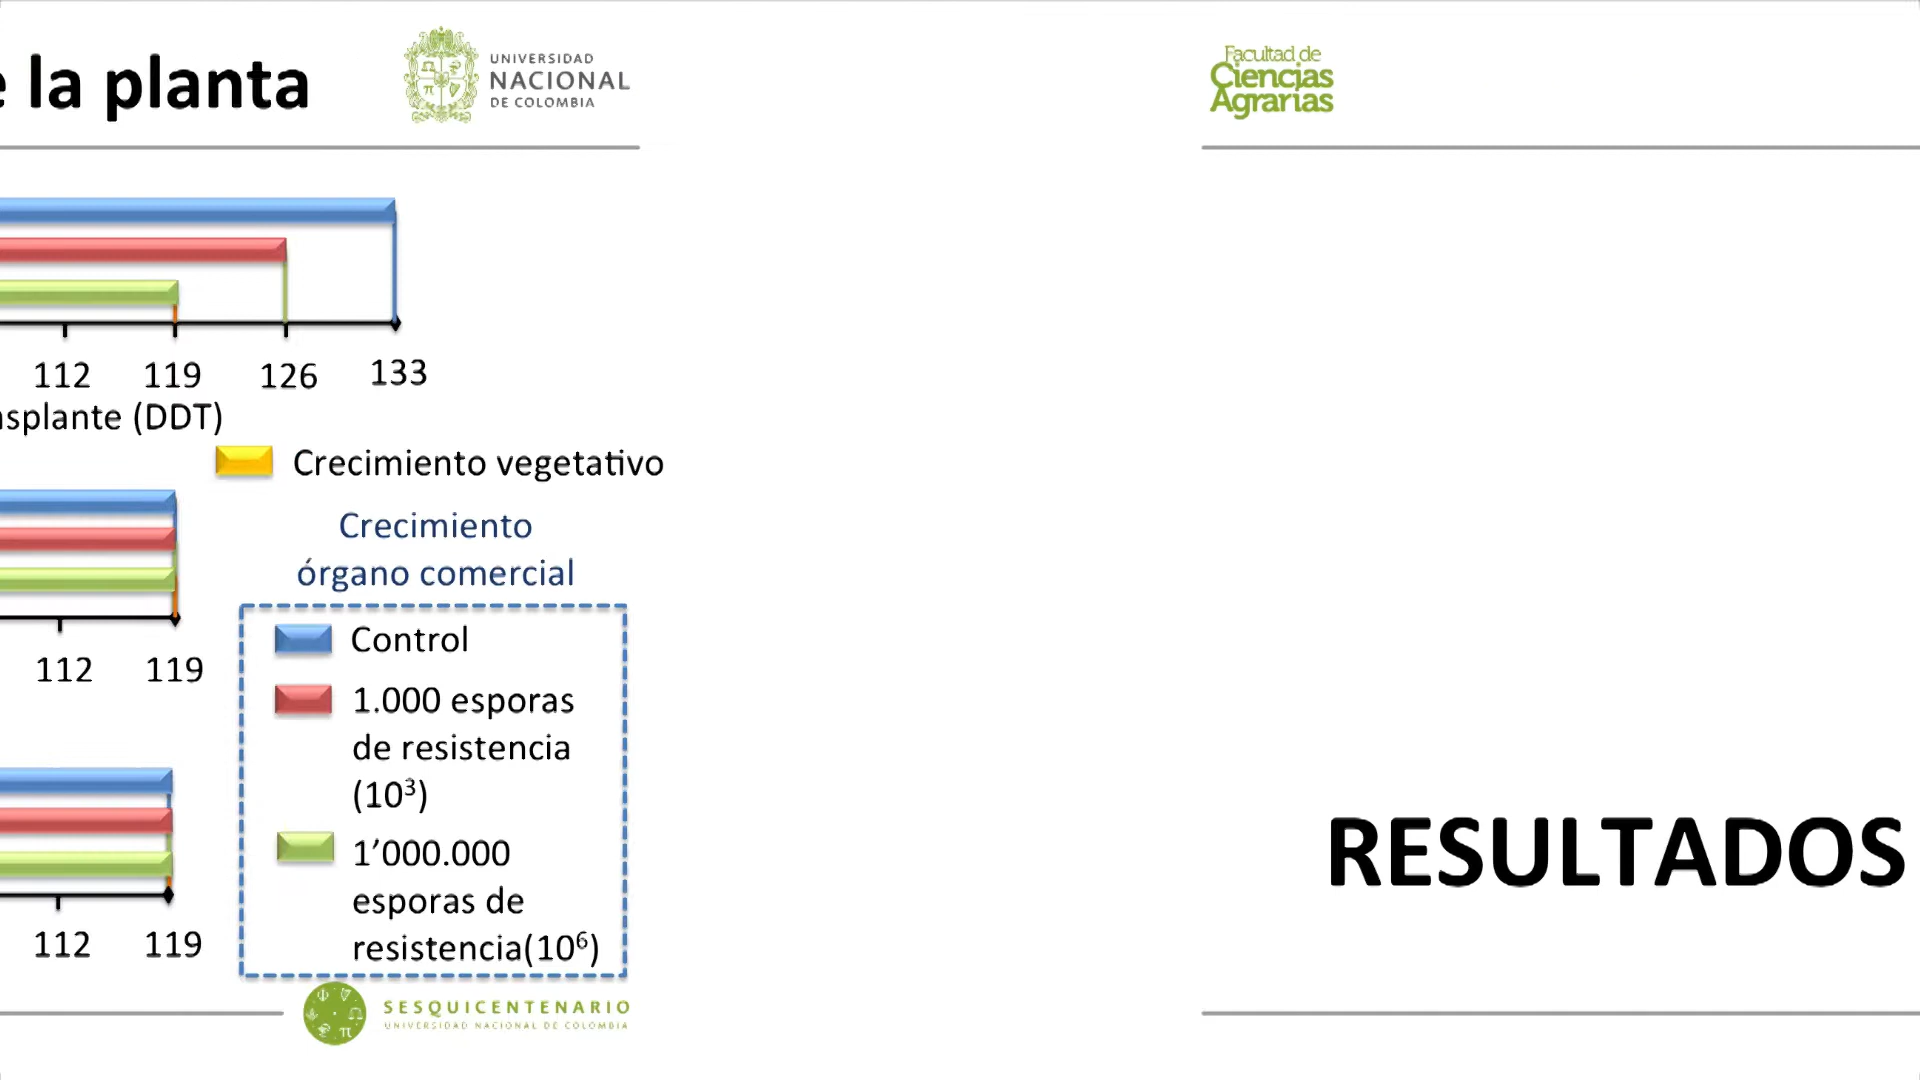 la planta
UNIVERSIDAD
NACIONAL
DE COLOMBIA
112 119 126 133
(DDT)
Crecimiento vegetativo
Crecimiento
órgano comercial
112 119
Control
1.000 esporas
de resistencia
(10³)
1’000.000
esporas de
resistencia(10⁶)
112 119
SESQUICENTENARIO
UNIVERSIDAD NACIONAL DE COLOMBIA
Facultad de
Ciencias
Agrarias
RESULTADOS